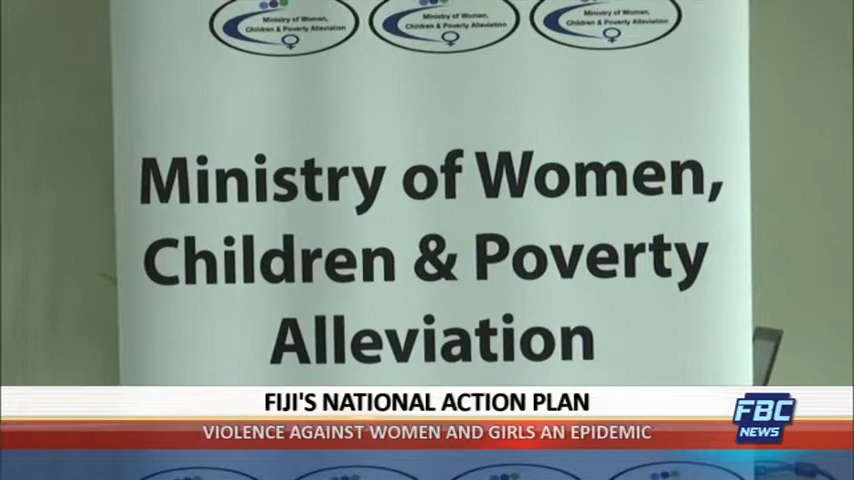 Ministry of Women,
Children & Poverty Alleviation
Ministry of Women,
Children & Poverty Alleviation
Ministry of Women,
Children & Poverty Alleviation
Ministry of Women,
Children & Poverty
Alleviation
FIJI'S NATIONAL ACTION PLAN
VIOLENCE AGAINST WOMEN AND GIRLS AN EPIDEMIC
FBC
NEWS